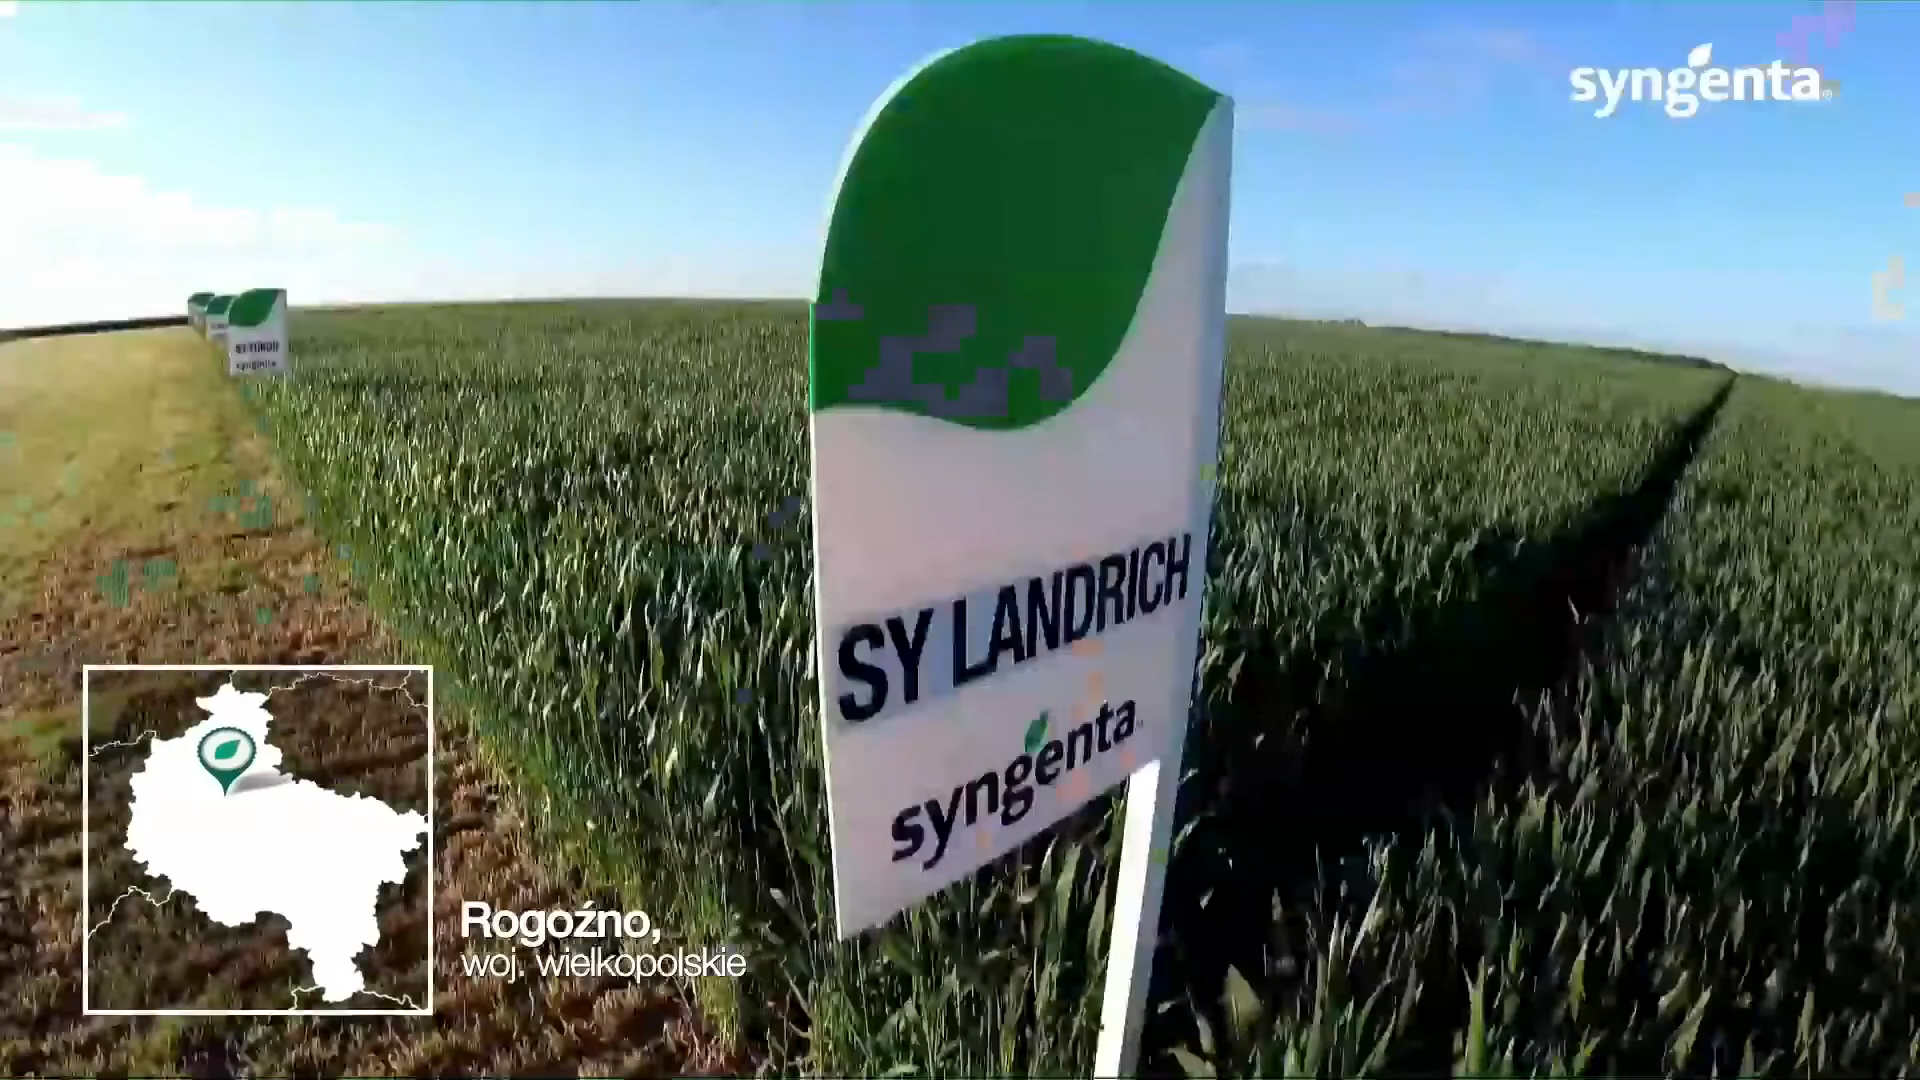 syngenta
SY LANDRICH
syngenta
Rogoźno,
woj. wielkopolskie